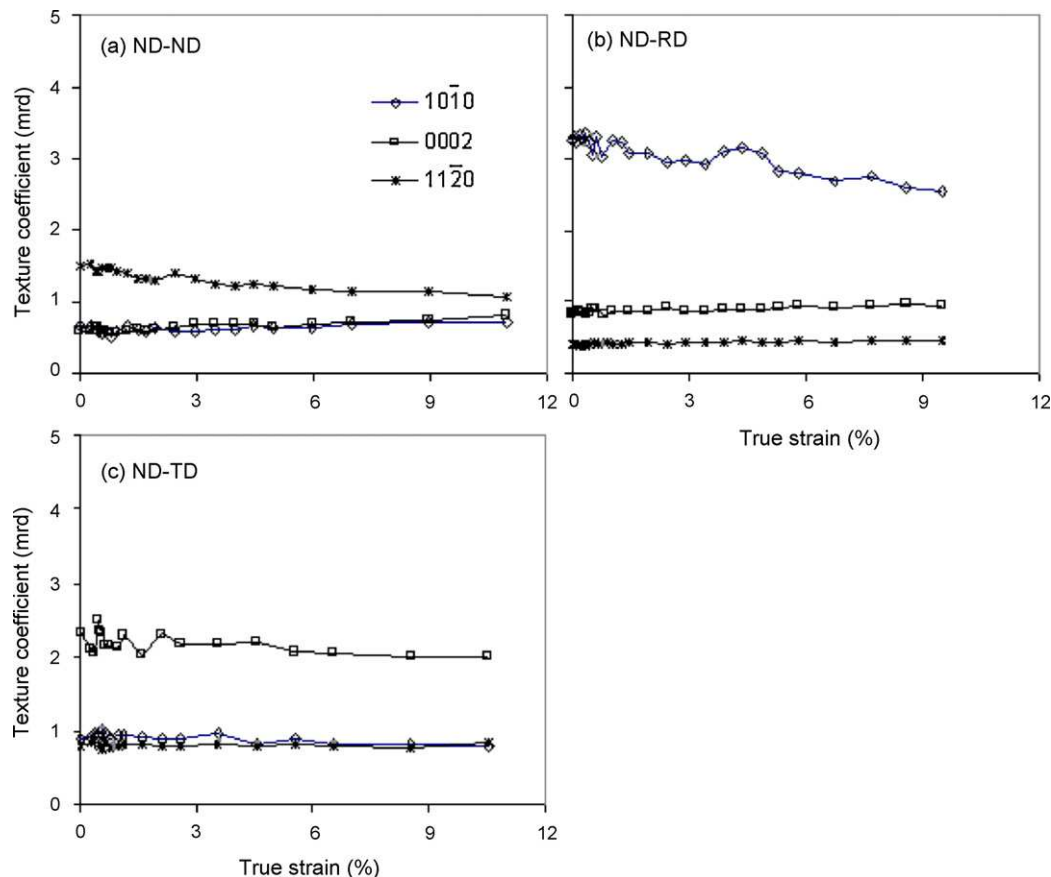 (a) ND-ND
Texture coefficient (mrd)
5
4
3
2
1
0
0 3 6 9 12
101̅0
0002
112̅0
(b) ND-RD
0 3 6 9 12
True strain (%)
(c) ND-TD
Texture coefficient (mrd)
5
4
3
2
1
0
0 3 6 9 12
True strain (%)